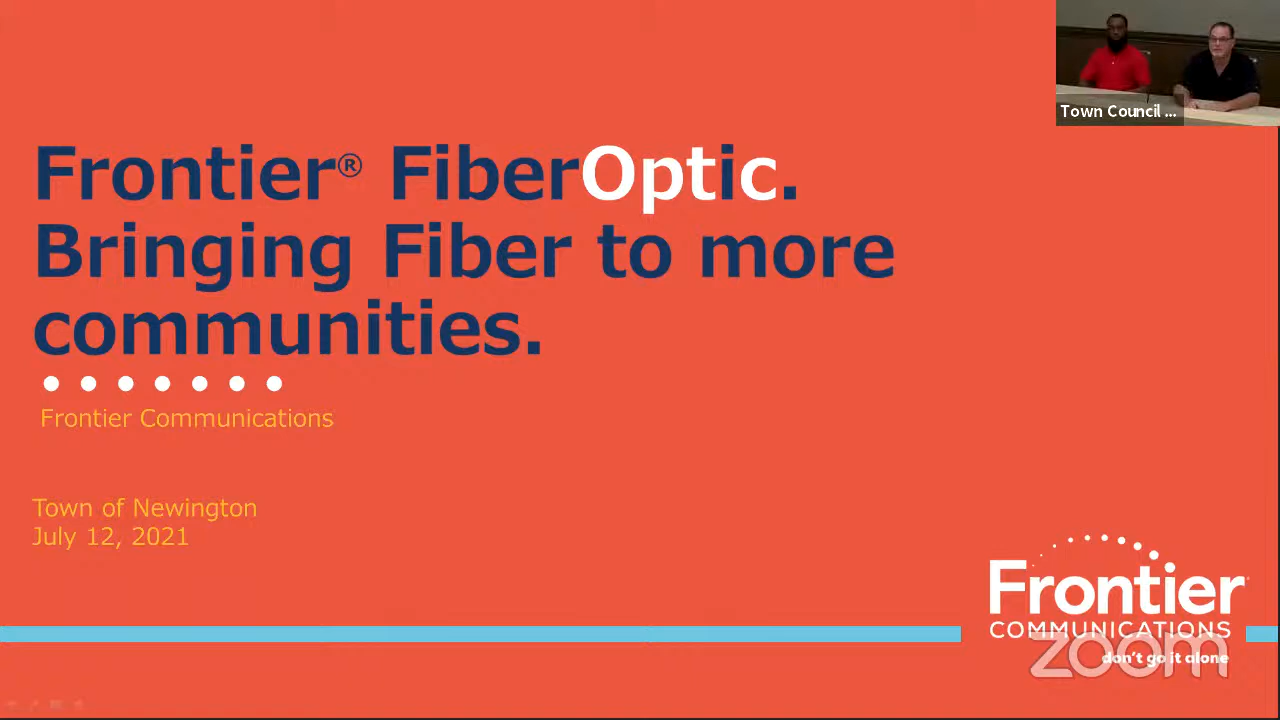 Town Council ...
Frontier® FiberOptic.
Bringing Fiber to more
communities.
Frontier Communications
Town of Newington
July 12, 2021
Frontier
COMMUNICATIONS
don't go it alone
zoom